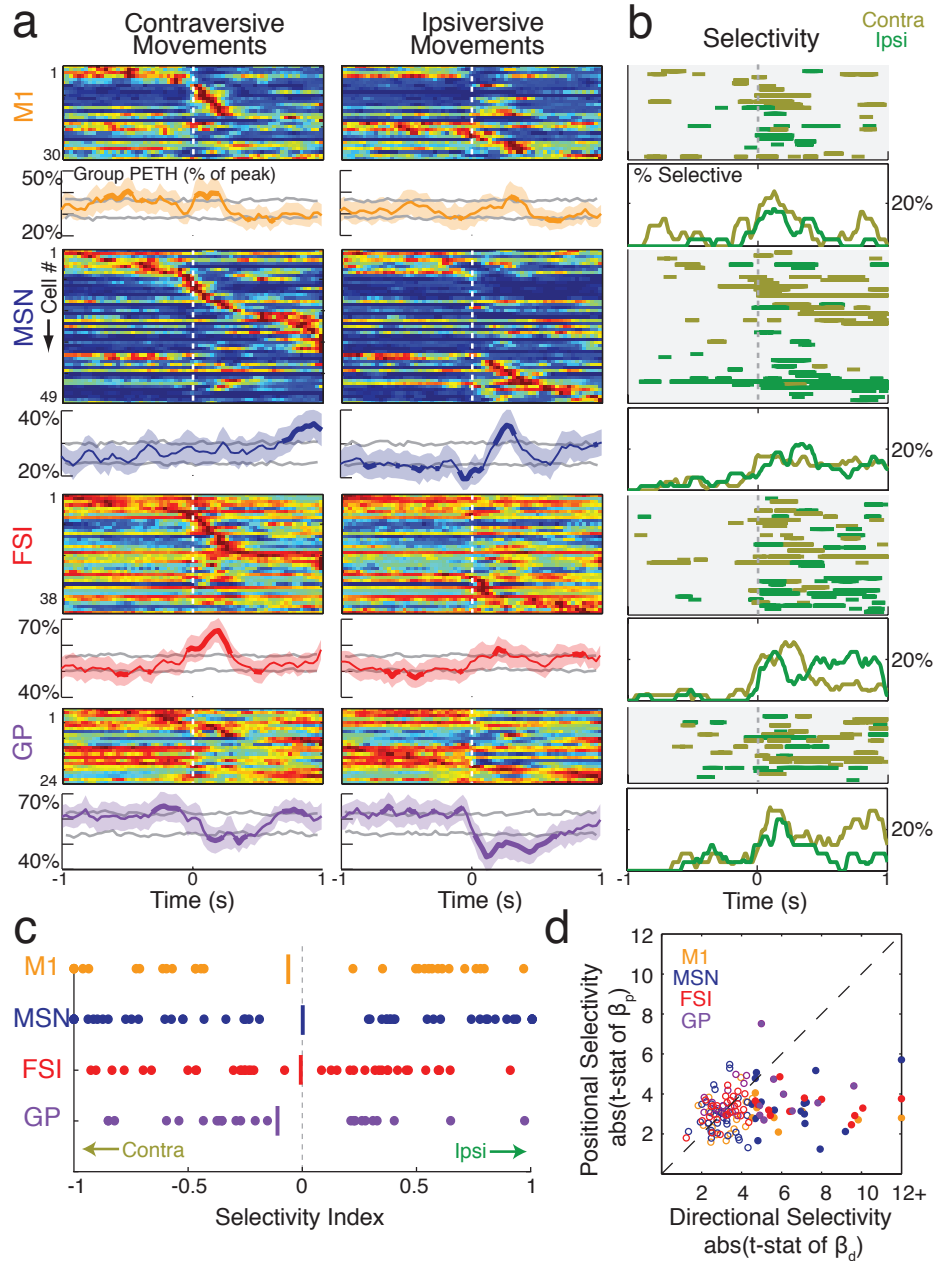 a
Contraversive
Movements
Ipsiversive
Movements
b
Selectivity
Contra
Ipsi
M1
1
30
50%
20%
Group PETH (% of peak)
% Selective
20%
MSN
1
Cell #
49
40%
20%
20%
FSI
1
38
70%
40%
20%
GP
1
24
70%
40%
20%
-1 0 1
-1 0 1
-1 0 1
Time (s)
Time (s)
Time (s)
c
M1
MSN
FSI
GP
Contra
Ipsi
-1 -0.5 0 0.5 1
Selectivity Index
d
M1
MSN
FSI
GP
Positional Selectivity
abs(t-stat of βp)
12
10
8
6
4
2
2 4 6 8 10 12+
Directional Selectivity
abs(t-stat of βd)